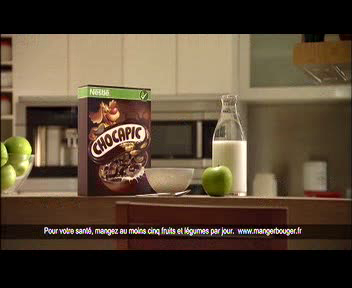 Nestlé
CHOCAPIC
Pour votre santé, mangez au moins cinq fruits et légumes par jour. www.mangerbouger.fr